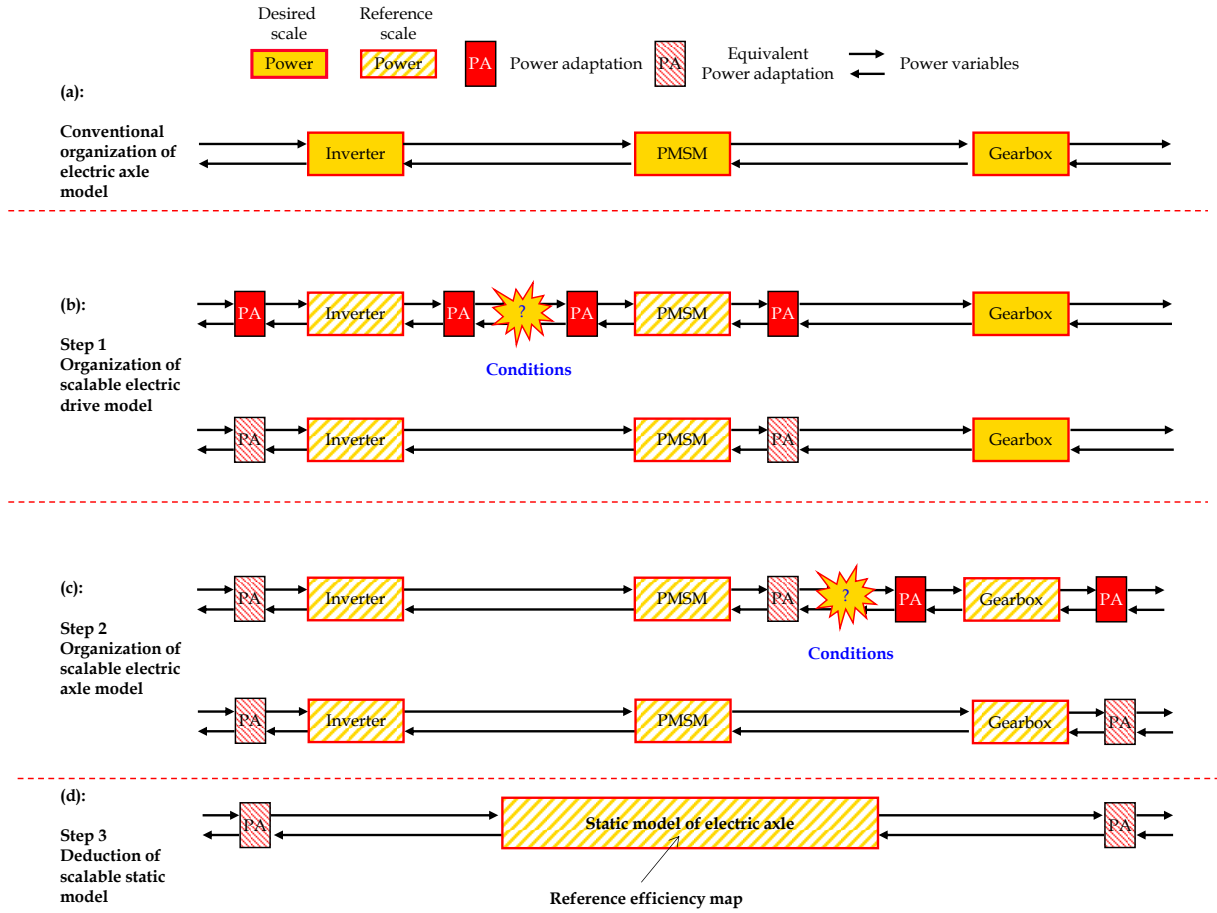 Desired
scale
Reference
scale
Power
Power
PA
Power adaptation
PA
Equivalent
Power adaptation
Power variables
(a):
Conventional
organization of
electric axle
model
Inverter
PMSM
Gearbox
(b):
Step 1
Organization of
scalable electric
drive model
PA
Inverter
PA
?
PA
PMSM
PA
Gearbox
Conditions
PA
Inverter
PMSM
PA
Gearbox
(c):
Step 2
Organization of
scalable electric
axle model
PA
Inverter
PMSM
PA
?
PA
Gearbox
PA
Conditions
PA
Inverter
PMSM
Gearbox
PA
(d):
Step 3
Deduction of
scalable static
model
PA
Static model of electric axle
PA
Reference efficiency map